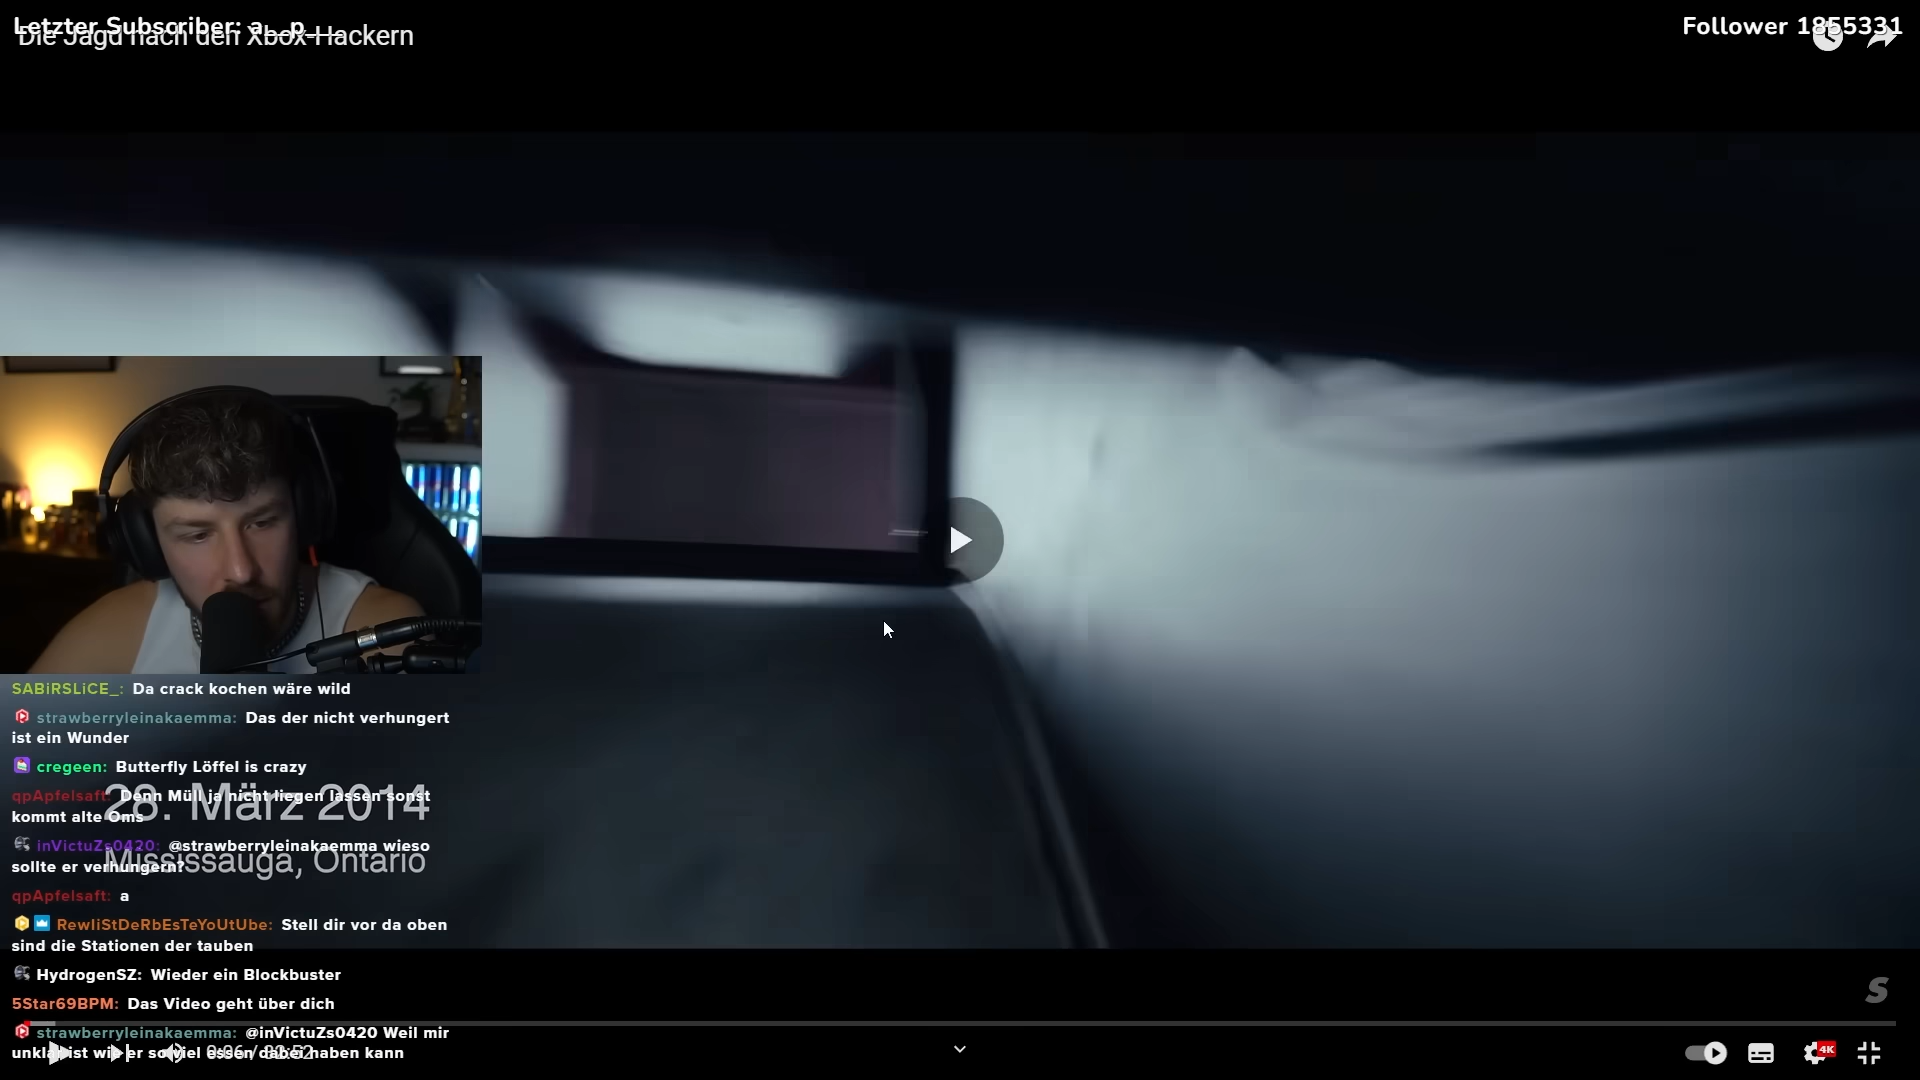 Letzter Subscriber: a__p___
Die Jagd nach den Xbox-Hackern
Follower 1855331
SABiRSLiCE_: Da crack kochen wäre wild
strawberryleinakaemma: Das der nicht verhungert
ist ein Wunder
cregeen: Butterfly Löffel is crazy
qpApfelsaft: Denn Müll ja nicht liegen lassen sonst
kommt alte Oms
28. März 2014
inVictuZs0420: @strawberryleinakaemma wieso
sollte er verhungern?
Mississauga, Ontario
qpApfelsaft: a
RewliStDeRbEsTeYoUtUbe: Stell dir vor da oben
sind die Stationen der tauben
HydrogenSZ: Wieder ein Blockbuster
5Star69BPM: Das Video geht über dich
strawberryleinakaemma: @inVictuZs0420 Weil mir
unklar ist wie er so viel essen dabei haben kann
S
4K